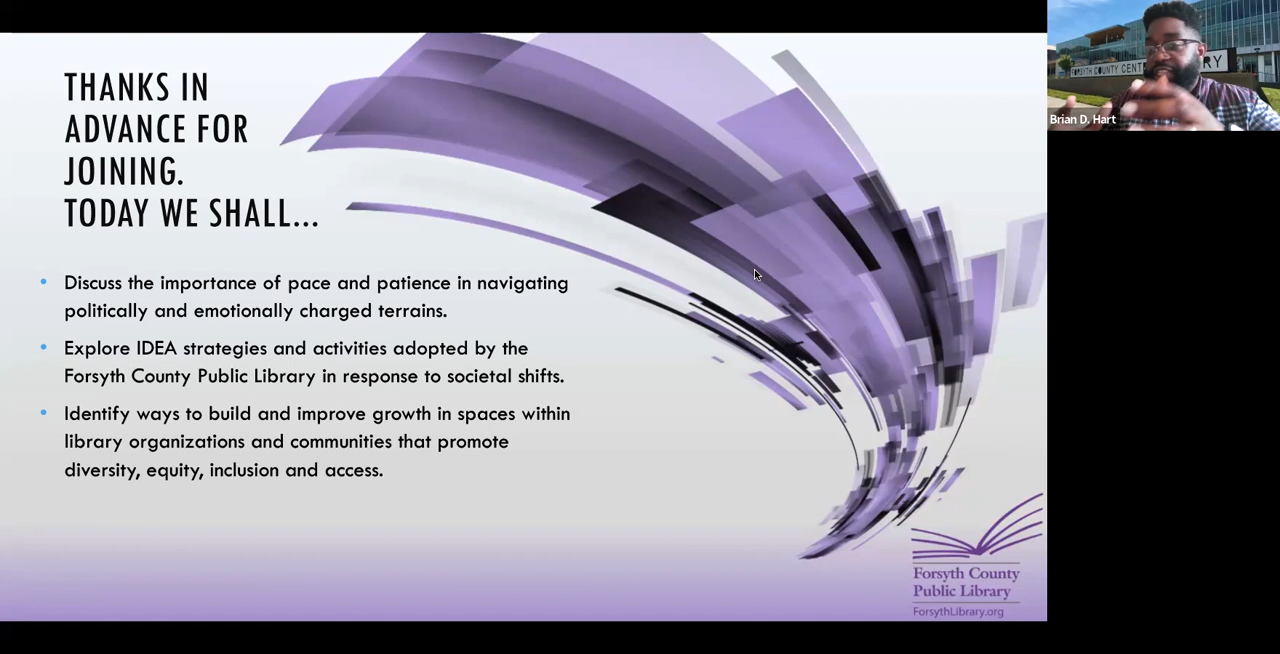 THANKS IN
ADVANCE FOR
JOINING.
TODAY WE SHALL...
• Discuss the importance of pace and patience in navigating
politically and emotionally charged terrains.
• Explore IDEA strategies and activities adopted by the
Forsyth County Public Library in response to societal shifts.
• Identify ways to build and improve growth in spaces within
library organizations and communities that promote
diversity, equity, inclusion and access.
Forsyth County
Public Library
ForsythLibrary.org
FORSYTH COUNTY
Brian D. Hart